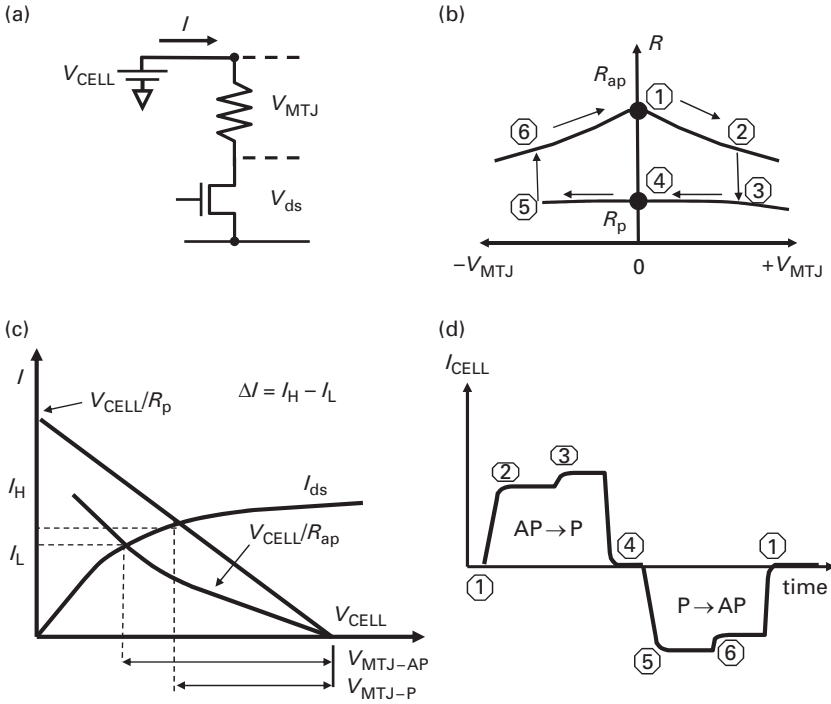 (a)
I
V_CELL
V_MTJ
V_ds
(b)
R
R_ap
①
⑥
②
④
⑤
③
R_p
−V_MTJ
0
+V_MTJ
(c)
I
V_CELL/R_p
ΔI = I_H − I_L
I_H
I_L
I_ds
V_CELL/R_ap
V_CELL
V_MTJ−AP
V_MTJ−P
(d)
I_CELL
②
③
AP→P
①
④
①
time
P→AP
⑤
⑥